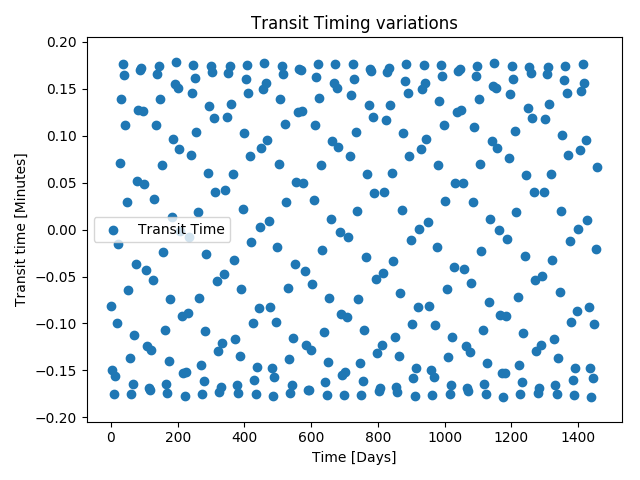 Transit Timing variations
0.20
0.15
0.10
0.05
0.00
−0.05
−0.10
−0.15
−0.20
Transit time [Minutes]
Transit Time
0 200 400 600 800 1000 1200 1400
Time [Days]